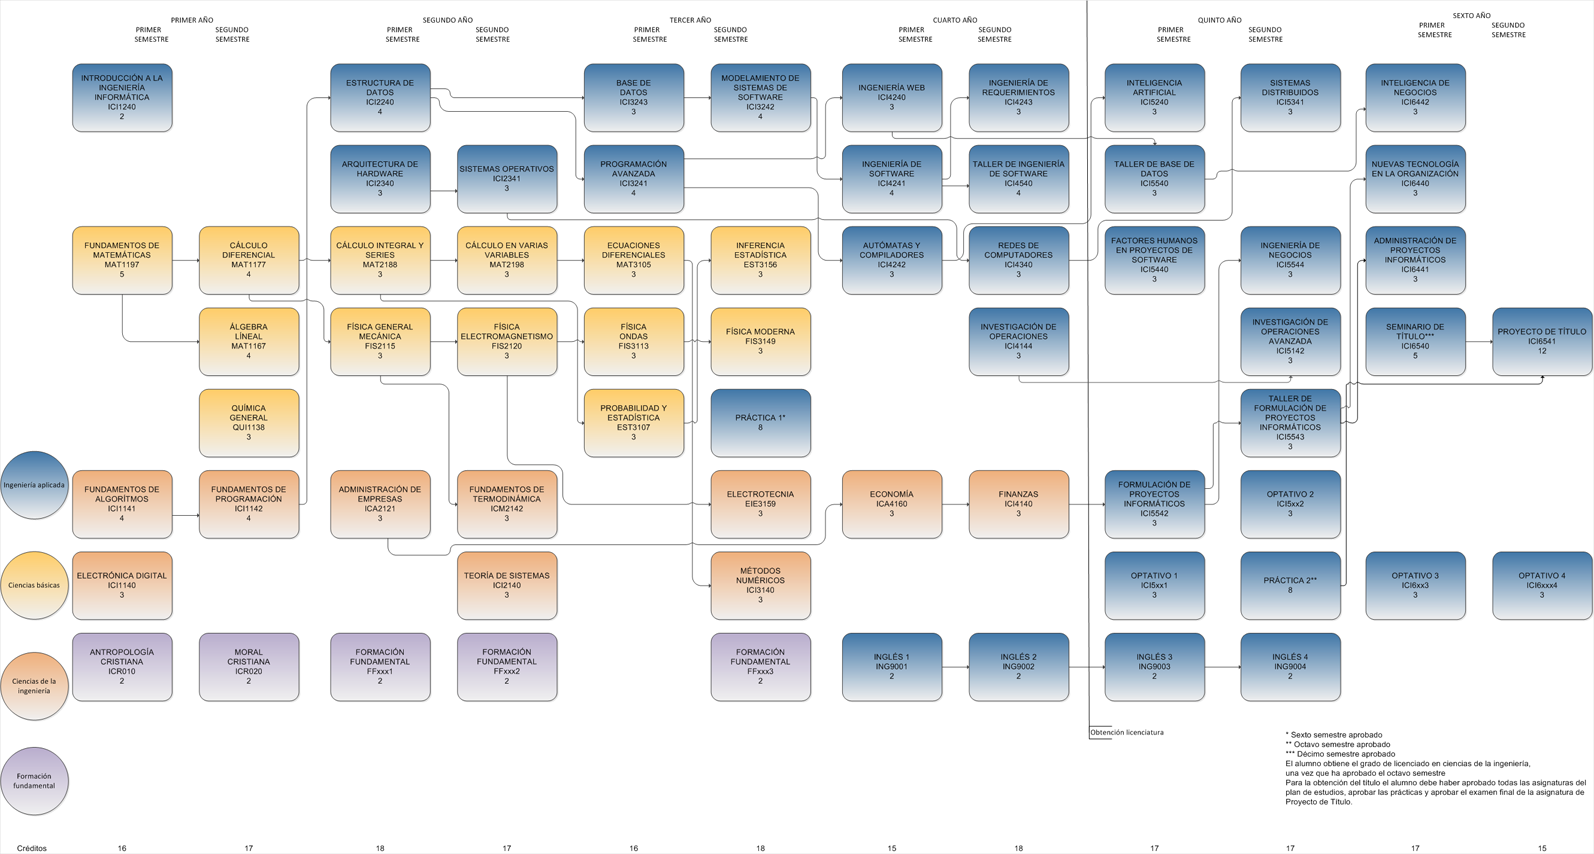 PRIMER AÑO
PRIMER
SEMESTRE
SEGUNDO
SEMESTRE
SEGUNDO AÑO
PRIMER
SEMESTRE
SEGUNDO
SEMESTRE
TERCER AÑO
PRIMER
SEMESTRE
SEGUNDO
SEMESTRE
CUARTO AÑO
PRIMER
SEMESTRE
SEGUNDO
SEMESTRE
QUINTO AÑO
PRIMER
SEMESTRE
SEGUNDO
SEMESTRE
SEXTO AÑO
PRIMER
SEMESTRE
SEGUNDO
SEMESTRE
INTRODUCCIÓN A LA
INGENIERÍA
INFORMÁTICA
ICI1240
2
ESTRUCTURA DE
DATOS
ICI2240
4
BASE DE
DATOS
ICI3243
3
MODELAMIENTO DE
SISTEMAS DE
SOFTWARE
ICI3242
4
INGENIERÍA WEB
ICI4240
3
INGENIERÍA DE
REQUERIMIENTOS
ICI4243
3
INTELIGENCIA
ARTIFICIAL
ICI5240
3
SISTEMAS
DISTRIBUIDOS
ICI5341
3
INTELIGENCIA DE
NEGOCIOS
ICI6442
3
ARQUITECTURA DE
HARDWARE
ICI2340
3
SISTEMAS OPERATIVOS
ICI2341
3
PROGRAMACIÓN
AVANZADA
ICI3241
4
INGENIERÍA DE
SOFTWARE
ICI4241
4
TALLER DE INGENIERÍA
DE SOFTWARE
ICI4540
4
TALLER DE BASE DE
DATOS
ICI5540
3
NUEVAS TECNOLOGÍA
EN LA ORGANIZACIÓN
ICI6440
3
FUNDAMENTOS DE
MATEMÁTICAS
MAT1197
5
CÁLCULO
DIFERENCIAL
MAT1177
4
CÁLCULO INTEGRAL Y
SERIES
MAT2188
3
CÁLCULO EN VARIAS
VARIABLES
MAT2198
3
ECUACIONES
DIFERENCIALES
MAT3105
3
INFERENCIA
ESTADÍSTICA
EST3156
3
AUTÓMATAS Y
COMPILADORES
ICI4242
3
REDES DE
COMPUTADORES
ICI4340
3
FACTORES HUMANOS
EN PROYECTOS DE
SOFTWARE
ICI5440
3
INGENIERÍA DE
NEGOCIOS
ICI5544
3
ADMINISTRACIÓN DE
PROYECTOS
INFORMÁTICOS
ICI6441
3
ÁLGEBRA
LÍNEAL
MAT1167
4
FÍSICA GENERAL
MECÁNICA
FIS2115
3
FÍSICA
ELECTROMAGNETISMO
FIS2120
3
FÍSICA
ONDAS
FIS3113
3
FÍSICA MODERNA
FIS3149
3
INVESTIGACIÓN DE
OPERACIONES
ICI4144
3
INVESTIGACIÓN DE
OPERACIONES
AVANZADA
ICI5142
3
SEMINARIO DE
TÍTULO***
ICI6540
5
PROYECTO DE TÍTULO
ICI6541
12
QUÍMICA
GENERAL
QUI1138
3
PROBABILIDAD Y
ESTADÍSTICA
EST3107
3
PRÁCTICA 1*
8
TALLER DE
FORMULACIÓN DE
PROYECTOS
INFORMÁTICOS
ICI5543
3
Ingeniería aplicada
FUNDAMENTOS DE
ALGORÍTMOS
ICI1141
4
FUNDAMENTOS DE
PROGRAMACIÓN
ICI1142
4
ADMINISTRACIÓN DE
EMPRESAS
ICA2121
3
FUNDAMENTOS DE
TERMODINÁMICA
ICM2142
3
ELECTROTECNIA
EIE3159
3
ECONOMÍA
ICA4160
3
FINANZAS
ICI4140
3
FORMULACIÓN DE
PROYECTOS
INFORMÁTICOS
ICI5542
3
OPTATIVO 2
ICI5xx2
3
Ciencias básicas
ELECTRÓNICA DIGITAL
ICI1140
3
TEORÍA DE SISTEMAS
ICI2140
3
MÉTODOS
NUMÉRICOS
ICI3140
3
OPTATIVO 1
ICI5xx1
3
PRÁCTICA 2**
8
OPTATIVO 3
ICI6xx3
3
OPTATIVO 4
ICI6xxx4
3
Ciencias de la
ingeniería
ANTROPOLOGÍA
CRISTIANA
ICR010
2
MORAL
CRISTIANA
ICR020
2
FORMACIÓN
FUNDAMENTAL
FFxxx1
2
FORMACIÓN
FUNDAMENTAL
FFxxx2
2
FORMACIÓN
FUNDAMENTAL
FFxxx3
2
INGLÉS 1
ING9001
2
INGLÉS 2
ING9002
2
INGLÉS 3
ING9003
2
INGLÉS 4
ING9004
2
Formación
fundamental
Obtención licenciatura
* Sexto semestre aprobado
** Octavo semestre aprobado
*** Décimo semestre aprobado
El alumno obtiene el grado de licenciado en ciencias de la ingeniería,
una vez que ha aprobado el octavo semestre
Para la obtención del título el alumno debe haber aprobado todas las asignaturas del
plan de estudios, aprobar las prácticas y aprobar el examen final de la asignatura de
Proyecto de Título.
Créditos 16 17 18 17 16 18 15 18 17 17 17 15